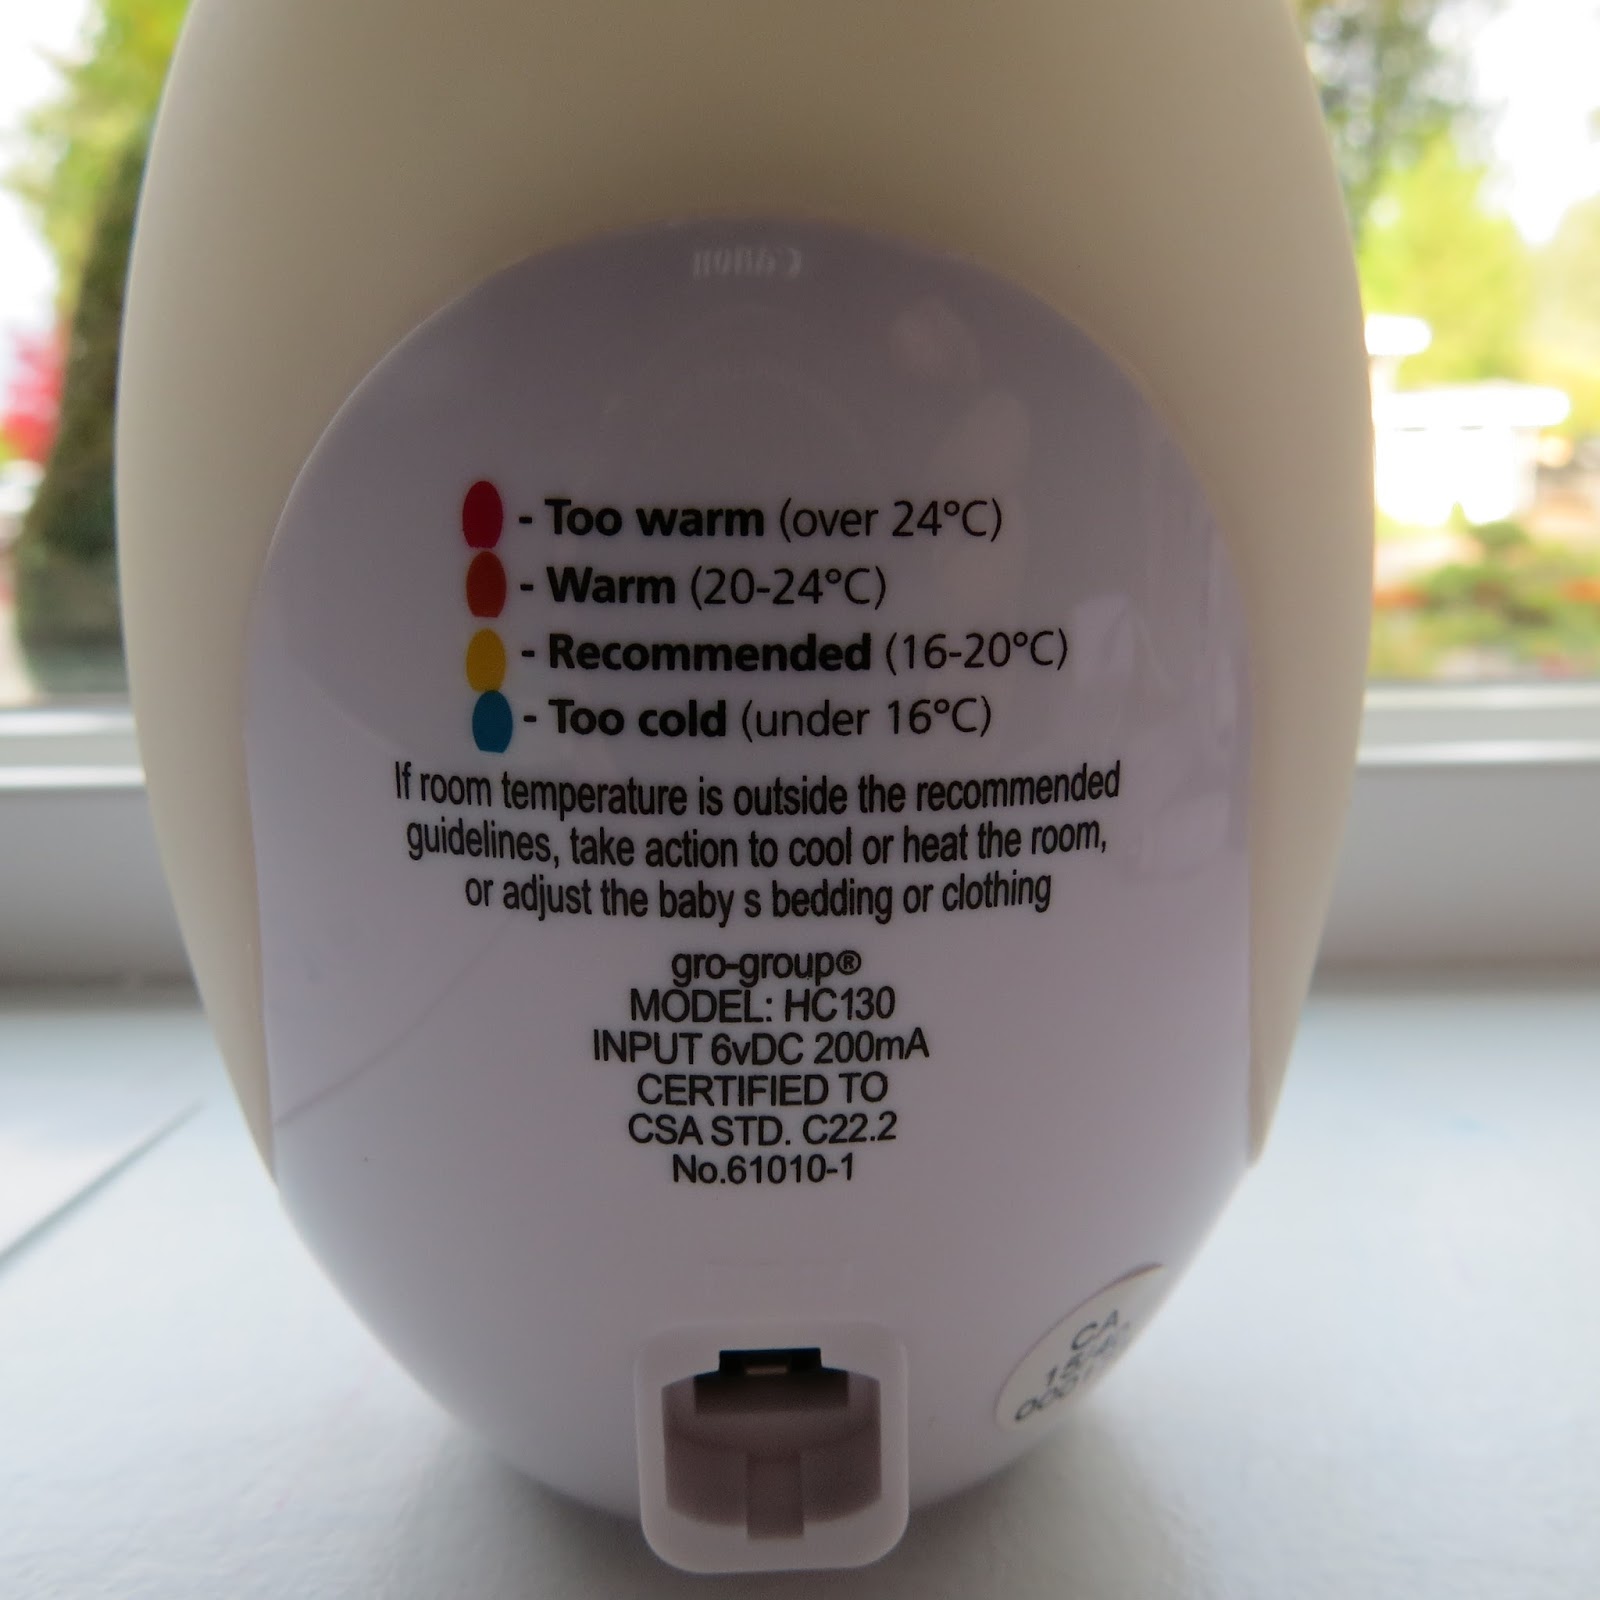 Canon
- Too warm (over 24°C)
- Warm (20-24°C)
- Recommended (16-20°C)
- Too cold (under 16°C)
If room temperature is outside the recommended
guidelines, take action to cool or heat the room,
or adjust the baby s bedding or clothing
gro-group®
MODEL: HC130
INPUT 6vDC 200mA
CERTIFIED TO
CSA STD. C22.2
No.61010-1
CA